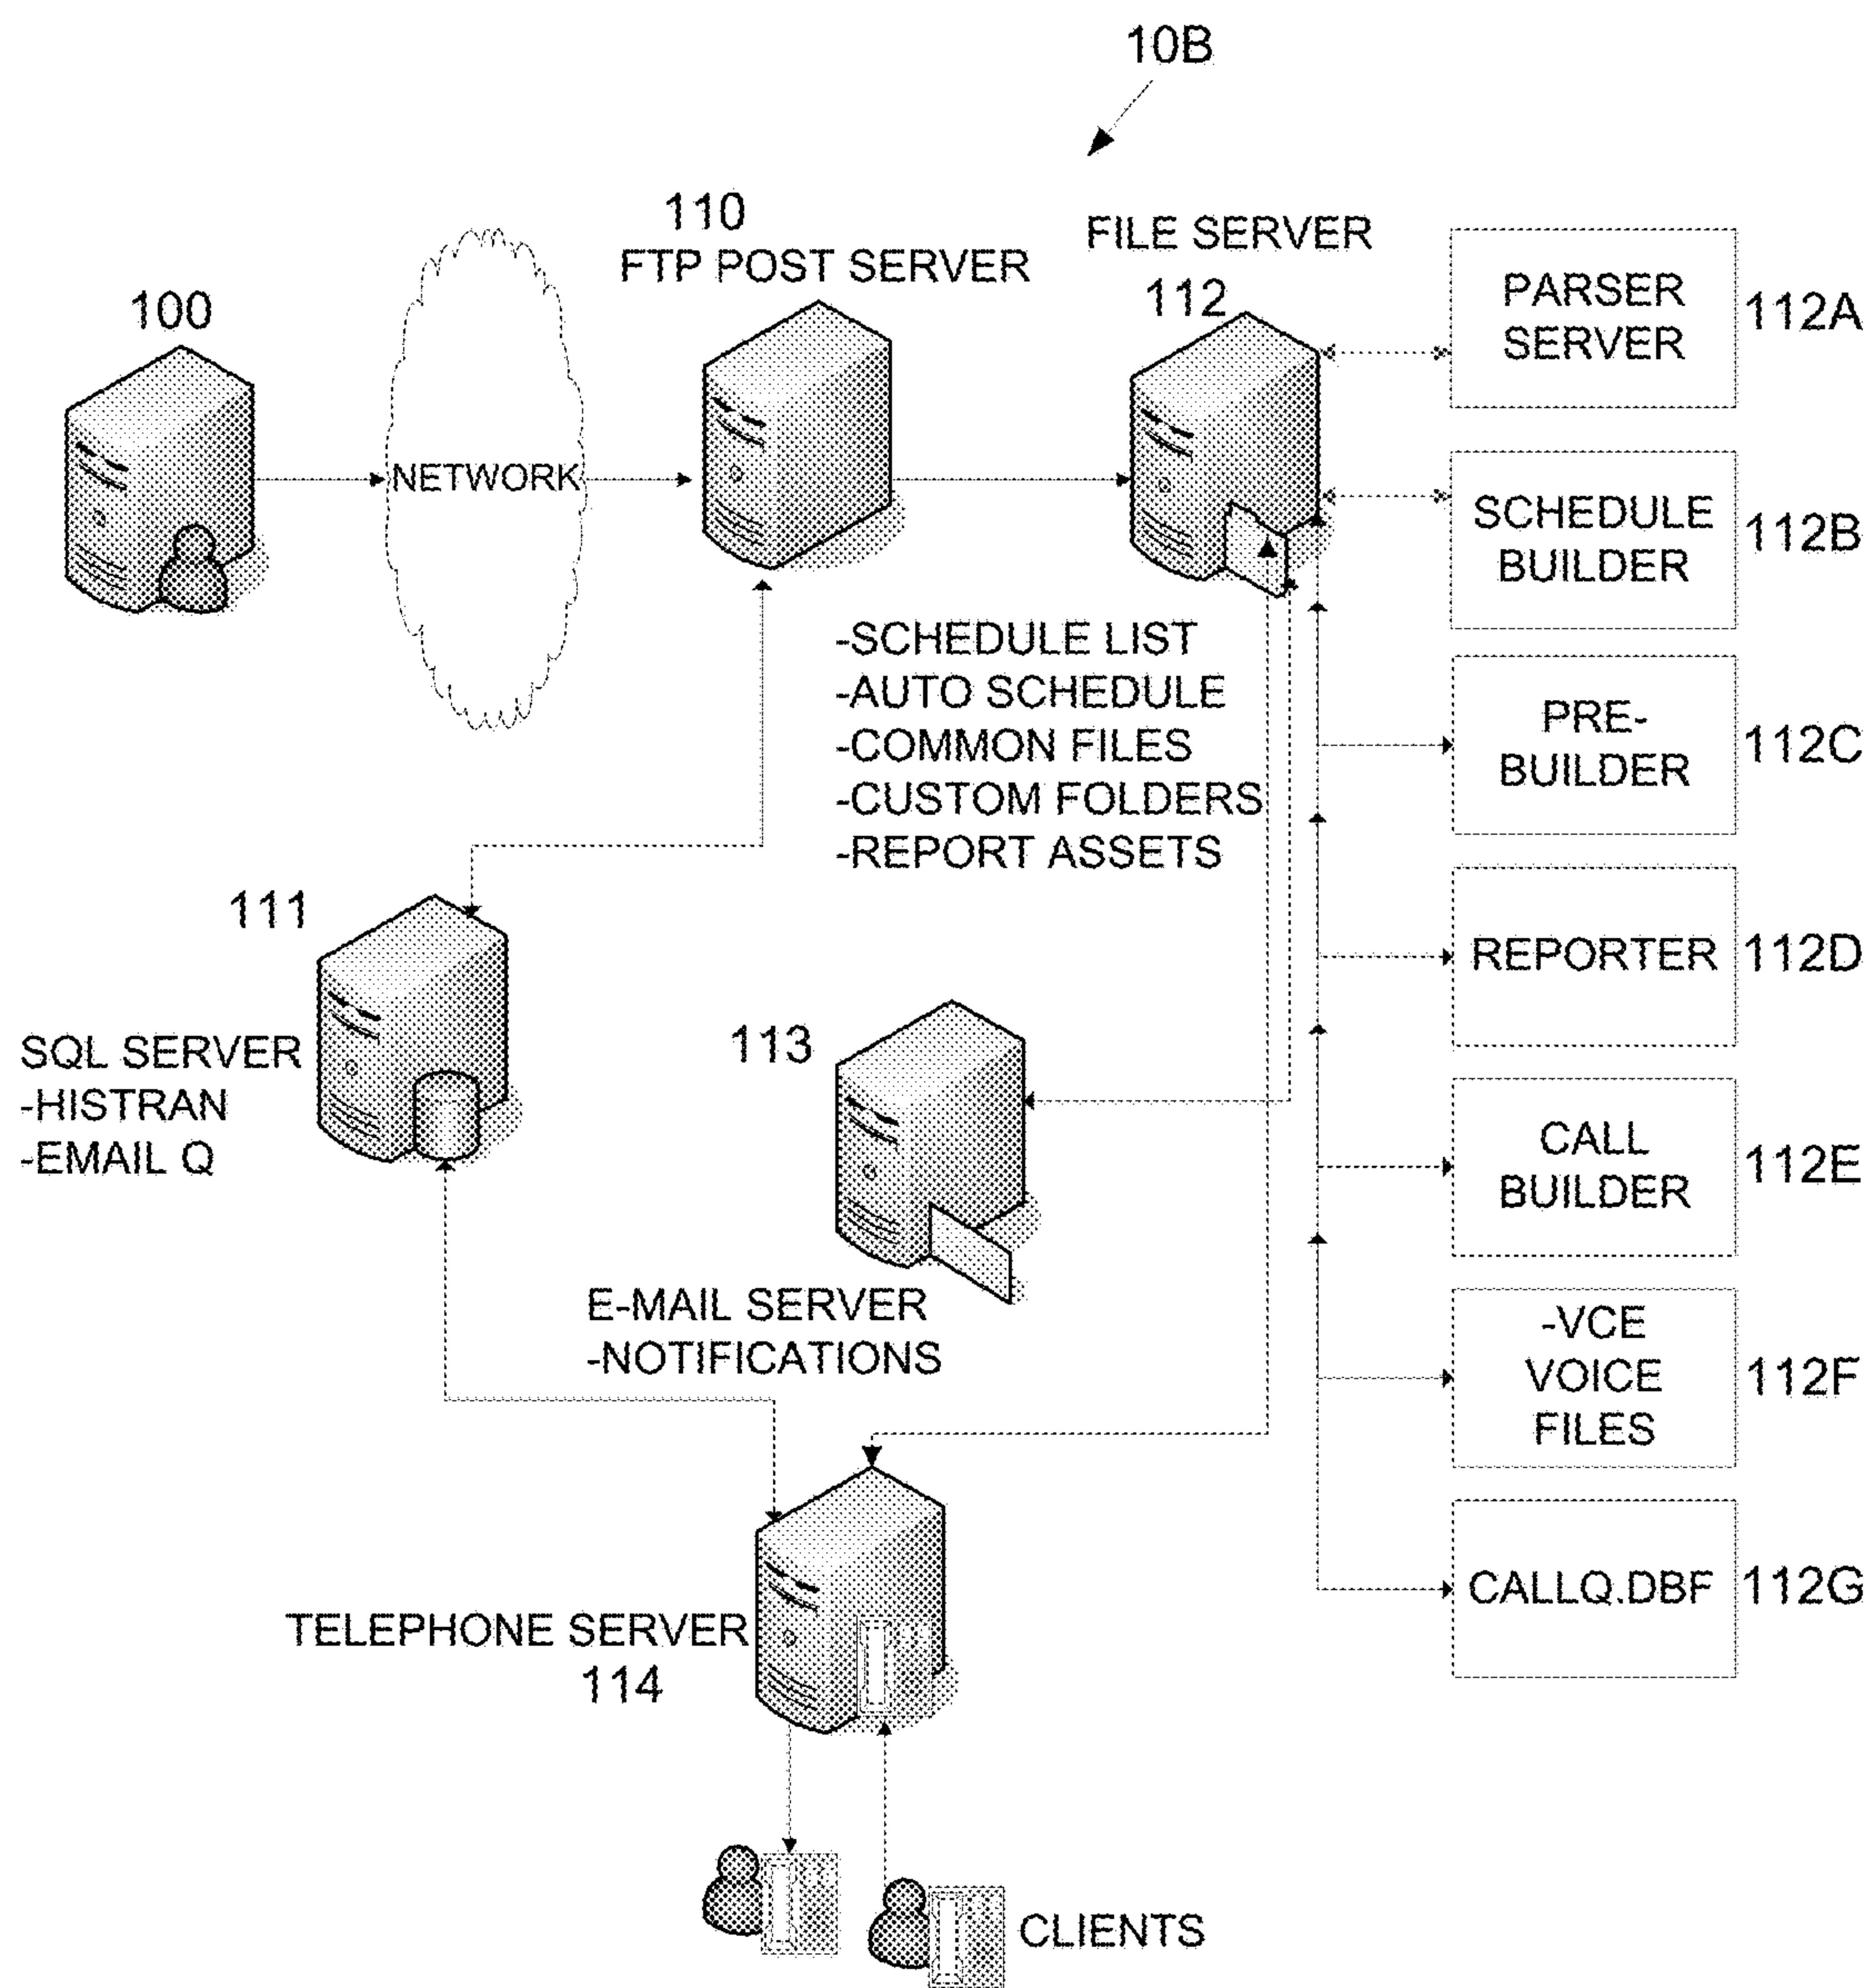 10B
110
FTP POST SERVER
FILE SERVER
112
100
NETWORK
PARSER
SERVER
112A
SCHEDULE
BUILDER
112B
-SCHEDULE LIST
-AUTO SCHEDULE
-COMMON FILES
-CUSTOM FOLDERS
-REPORT ASSETS
PRE-
BUILDER
112C
111
SQL SERVER
-HISTRAN
-EMAIL Q
REPORTER
112D
113
E-MAIL SERVER
-NOTIFICATIONS
CALL
BUILDER
112E
-VCE
VOICE
FILES
112F
TELEPHONE SERVER
114
CALLQ.DBF
112G
CLIENTS